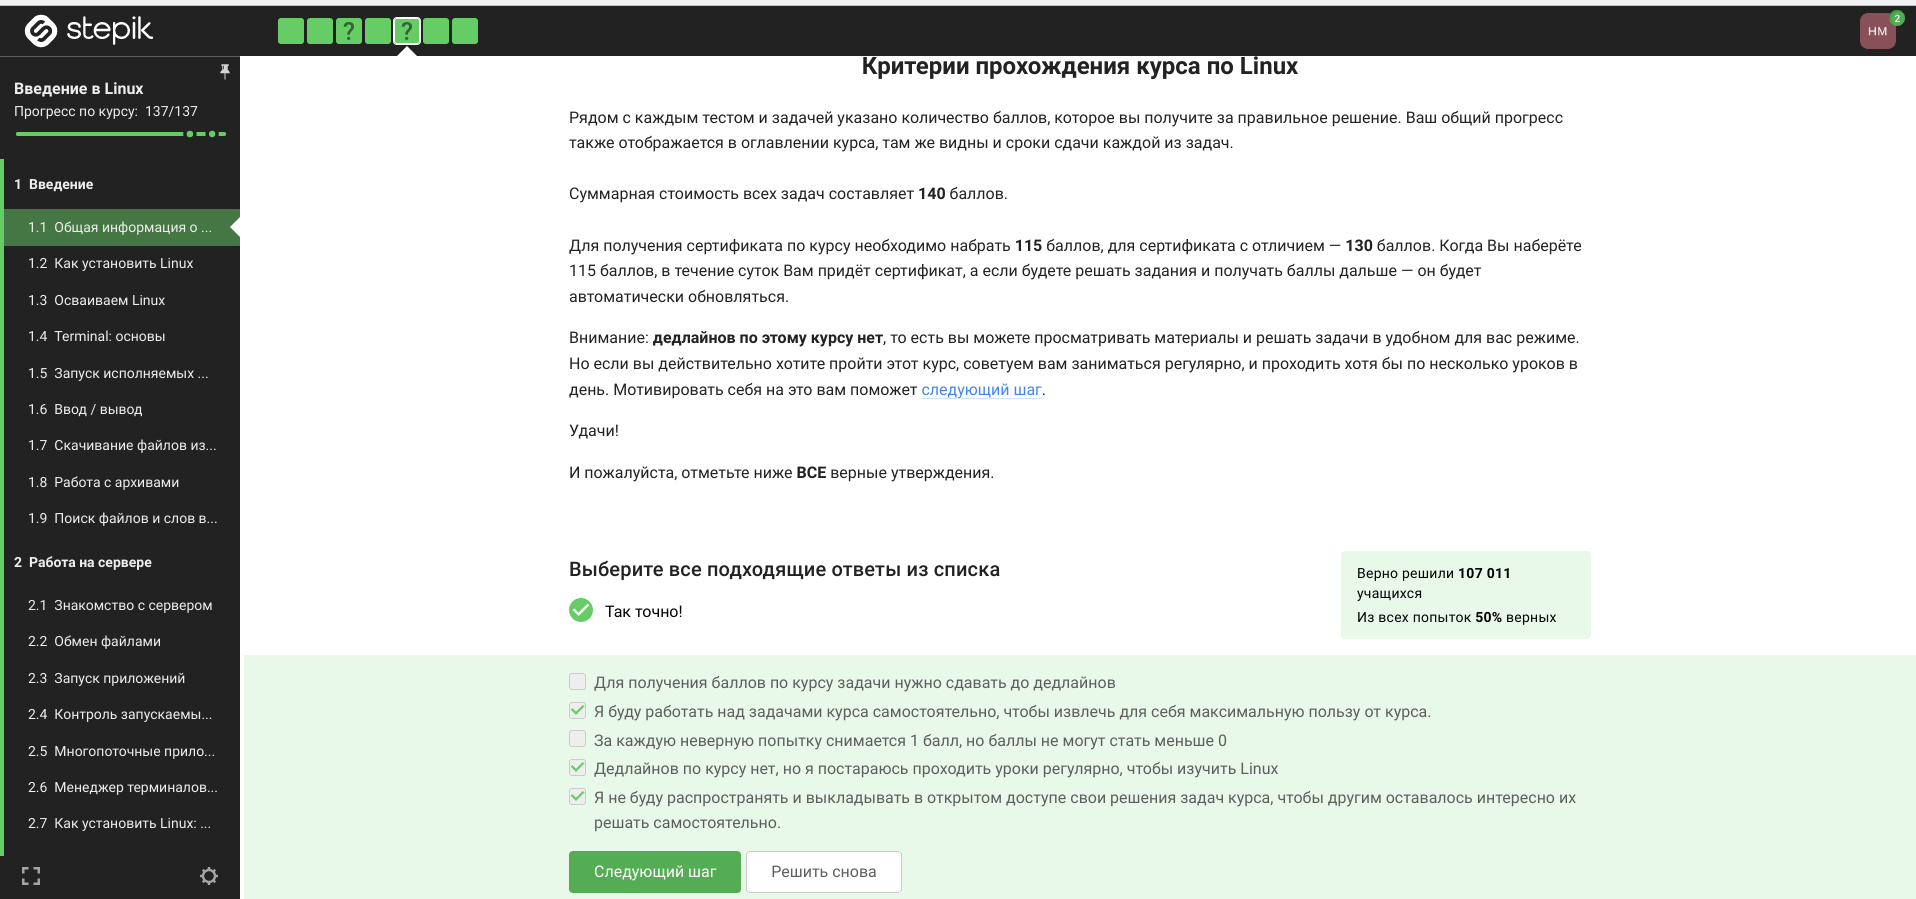 stepik
?
?
НМ
2
Введение в Linux
Прогресс по курсу: 137/137
1 Введение
1.1 Общая информация о ...
1.2 Как установить Linux
1.3 Осваиваем Linux
1.4 Terminal: основы
1.5 Запуск исполняемых ...
1.6 Ввод / вывод
1.7 Скачивание файлов из...
1.8 Работа с архивами
1.9 Поиск файлов и слов в...
2 Работа на сервере
2.1 Знакомство с сервером
2.2 Обмен файлами
2.3 Запуск приложений
2.4 Контроль запускаемы...
2.5 Многопоточные прило...
2.6 Менеджер терминалов...
2.7 Как установить Linux: ...
Критерии прохождения курса по Linux
Рядом с каждым тестом и задачей указано количество баллов, которое вы получите за правильное решение. Ваш общий прогресс
также отображается в оглавлении курса, там же видны и сроки сдачи каждой из задач.
Суммарная стоимость всех задач составляет 140 баллов.
Для получения сертификата по курсу необходимо набрать 115 баллов, для сертификата с отличием — 130 баллов. Когда Вы наберёте
115 баллов, в течение суток Вам придёт сертификат, а если будете решать задания и получать баллы дальше — он будет
автоматически обновляться.
Внимание: дедлайнов по этому курсу нет, то есть вы можете просматривать материалы и решать задачи в удобном для вас режиме.
Но если вы действительно хотите пройти этот курс, советуем вам заниматься регулярно, и проходить хотя бы по несколько уроков в
день. Мотивировать себя на это вам поможет следующий шаг.
Удачи!
И пожалуйста, отметьте ниже ВСЕ верные утверждения.
Выберите все подходящие ответы из списка
Так точно!
Верно решили 107 011
учащихся
Из всех попыток 50% верных
Для получения баллов по курсу задачи нужно сдавать до дедлайнов
Я буду работать над задачами курса самостоятельно, чтобы извлечь для себя максимальную пользу от курса.
За каждую неверную попытку снимается 1 балл, но баллы не могут стать меньше 0
Дедлайнов по курсу нет, но я постараюсь проходить уроки регулярно, чтобы изучить Linux
Я не буду распространять и выкладывать в открытом доступе свои решения задач курса, чтобы другим оставалось интересно их
решать самостоятельно.
Следующий шаг
Решить снова